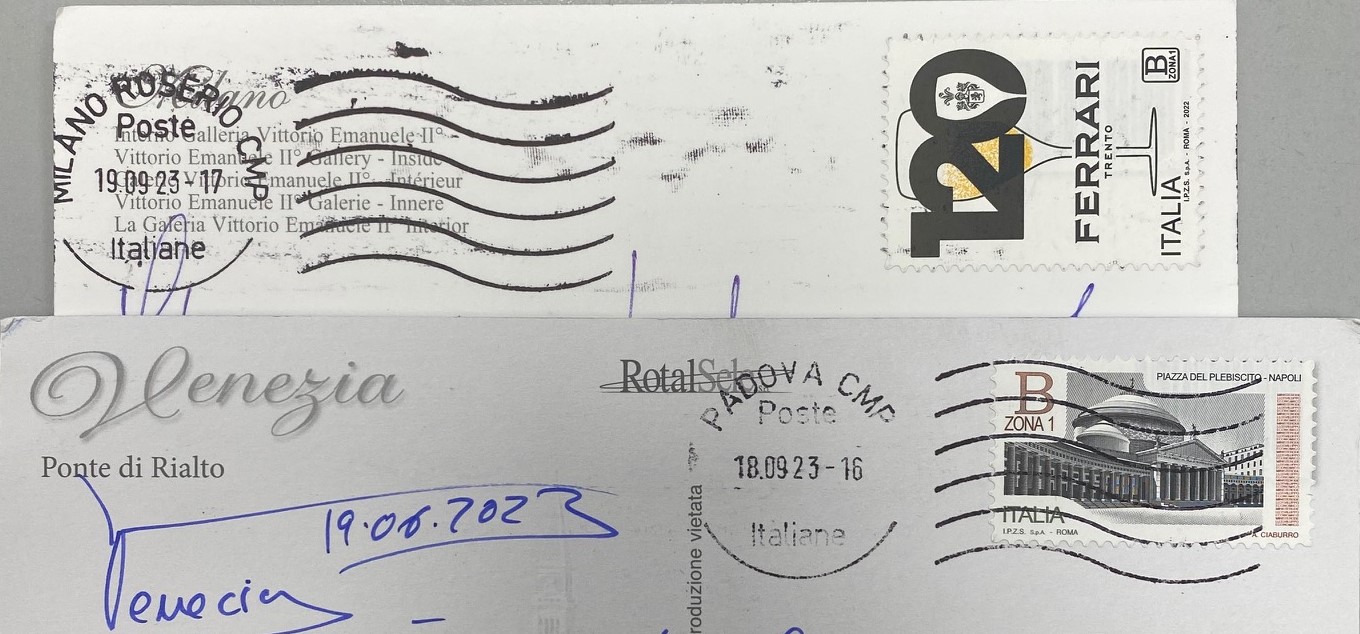 Milano
Interno Galleria Vittorio Emanuele II°
Vittorio Emanuele II° Gallery - Inside
Vittorio Emanuele II° - Intérieur
Vittorio Emanuele II° Galerie - Innere
La Galeria Vittorio Emanuele II° Interior
MILANO ROSERIO CMP
Poste
19.09 23 - 17
Italiane
120
FERRARI
TRENTO
ITALIA
I.P.Z.S. S.p.A. - ROMA - 2022
B
ZONA 1
Venezia
Ponte di Rialto
19.06.2023
Venecia
RotalSele
roduzione vietata
PADOVA CMP
Poste
18.09 23 - 16
Italiane
B
ZONA 1
PIAZZA DEL PLEBISCITO - NAPOLI
ITALIA
I.P.Z.S. S.p.A. - ROMA
A. CIABURRO